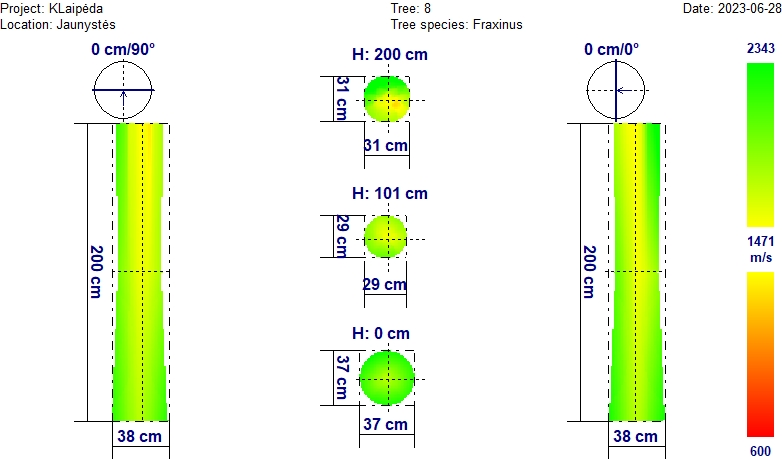 Project: KLaipėda
Tree: 8
Date: 2023-06-28
Location: Jaunystės
Tree species: Fraxinus
0 cm/90°
H: 200 cm
0 cm/0°
2343
31 cm
31 cm
H: 101 cm
29 cm
29 cm
200 cm
200 cm
1471
m/s
H: 0 cm
37 cm
37 cm
38 cm
38 cm
600